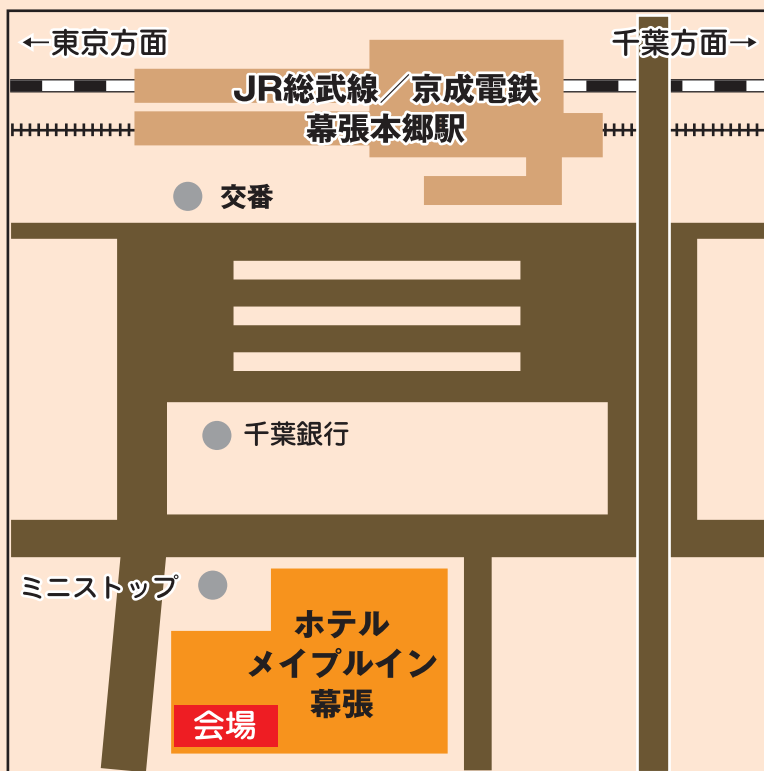 ←東京方面
千葉方面→
JR総武線／京成電鉄
幕張本郷駅
交番
千葉銀行
ミニストップ
ホテル
メイプルイン
幕張
会場